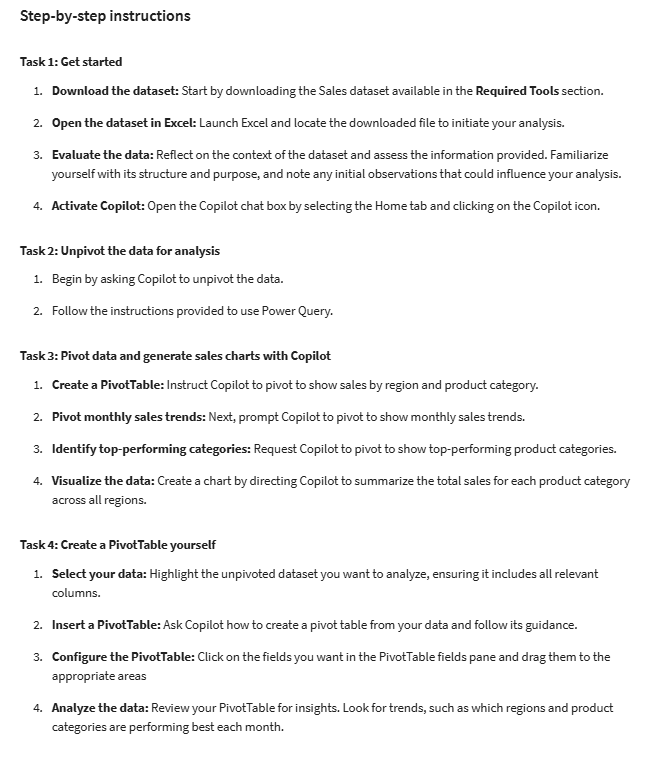 Step-by-step instructions
Task 1: Get started
1. Download the dataset: Start by downloading the Sales dataset available in the Required Tools section.
2. Open the dataset in Excel: Launch Excel and locate the downloaded file to initiate your analysis.
3. Evaluate the data: Reflect on the context of the dataset and assess the information provided. Familiarize
yourself with its structure and purpose, and note any initial observations that could influence your analysis.
4. Activate Copilot: Open the Copilot chat box by selecting the Home tab and clicking on the Copilot icon.
Task 2: Unpivot the data for analysis
1. Begin by asking Copilot to unpivot the data.
2. Follow the instructions provided to use Power Query.
Task 3: Pivot data and generate sales charts with Copilot
1. Create a PivotTable: Instruct Copilot to pivot to show sales by region and product category.
2. Pivot monthly sales trends: Next, prompt Copilot to pivot to show monthly sales trends.
3. Identify top-performing categories: Request Copilot to pivot to show top-performing product categories.
4. Visualize the data: Create a chart by directing Copilot to summarize the total sales for each product category
across all regions.
Task 4: Create a PivotTable yourself
1. Select your data: Highlight the unpivoted dataset you want to analyze, ensuring it includes all relevant
columns.
2. Insert a PivotTable: Ask Copilot how to create a pivot table from your data and follow its guidance.
3. Configure the PivotTable: Click on the fields you want in the PivotTable fields pane and drag them to the
appropriate areas
4. Analyze the data: Review your PivotTable for insights. Look for trends, such as which regions and product
categories are performing best each month.